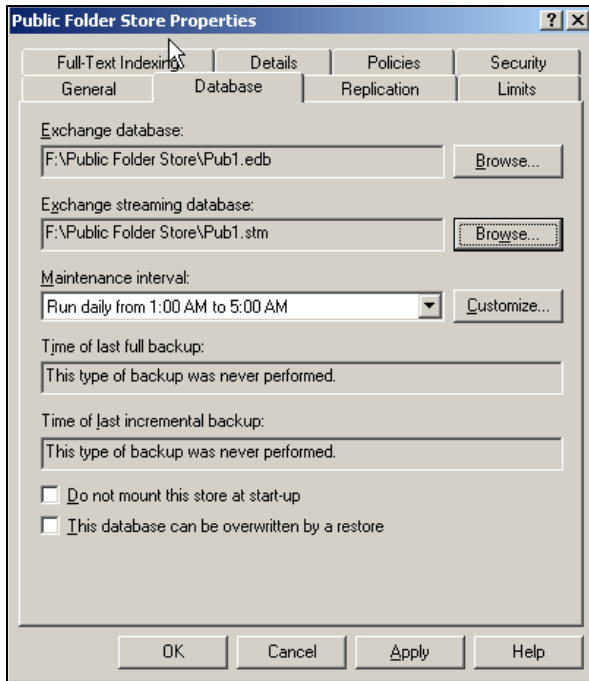 Public Folder Store Properties
Full-Text Indexing Details Policies Security
General Database Replication Limits
Exchange database:
F:\Public Folder Store\Pub1.edb Browse...
Exchange streaming database:
F:\Public Folder Store\Pub1.stm Browse...
Maintenance interval:
Run daily from 1:00 AM to 5:00 AM Customize...
Time of last full backup:
This type of backup was never performed.
Time of last incremental backup:
This type of backup was never performed.
Do not mount this store at start-up
This database can be overwritten by a restore
OK Cancel Apply Help